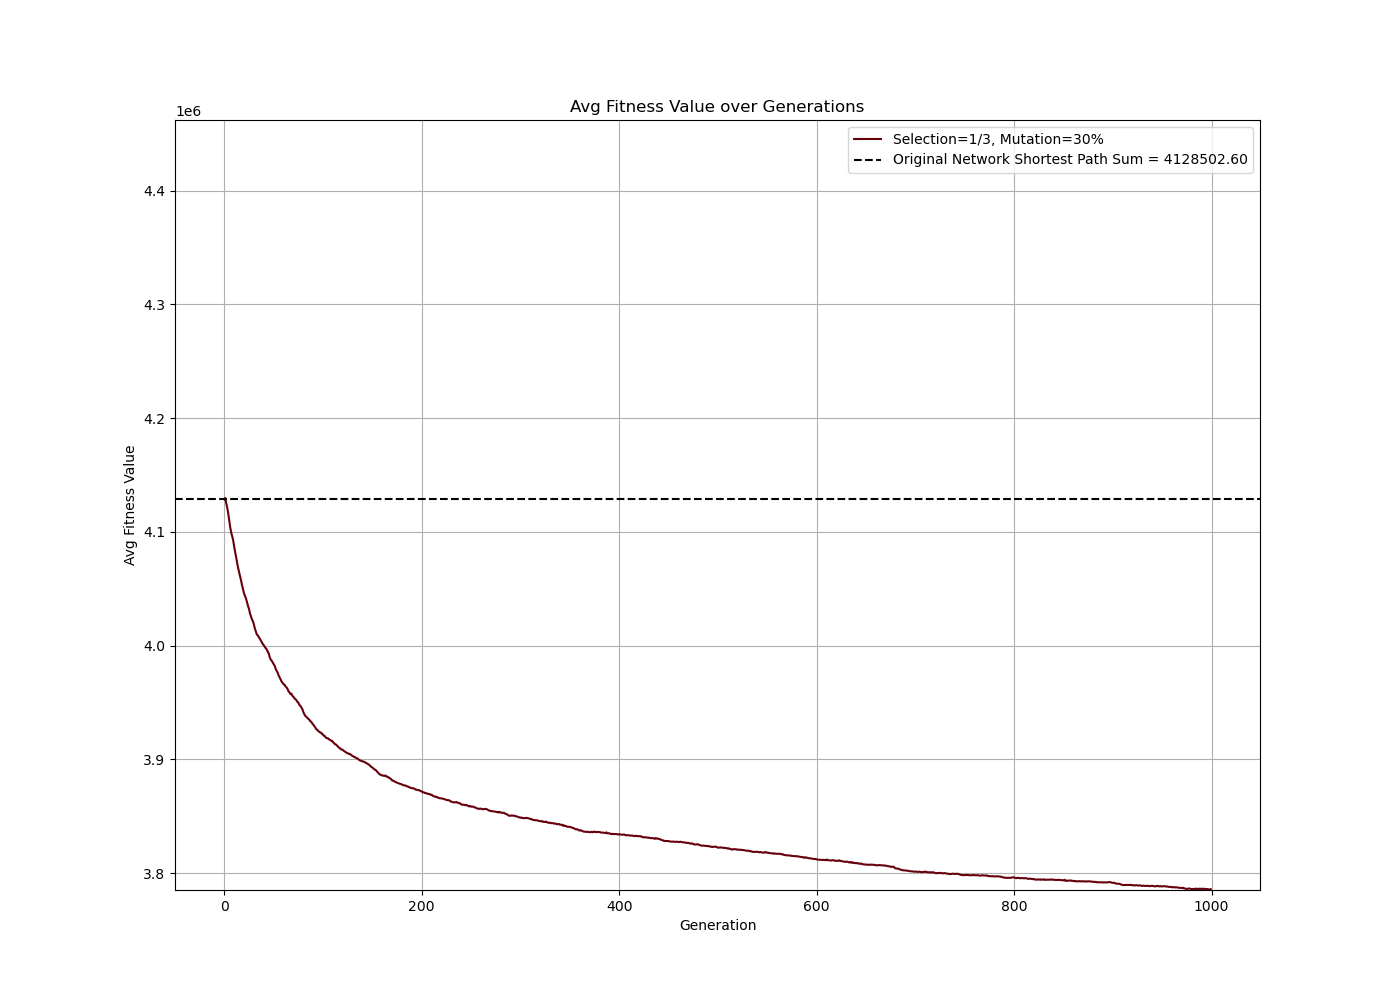 Avg Fitness Value over Generations
1e6
Selection=1/3, Mutation=30%
Original Network Shortest Path Sum = 4128502.60
4.4
4.3
4.2
4.1
4.0
3.9
3.8
Avg Fitness Value
0 200 400 600 800 1000
Generation